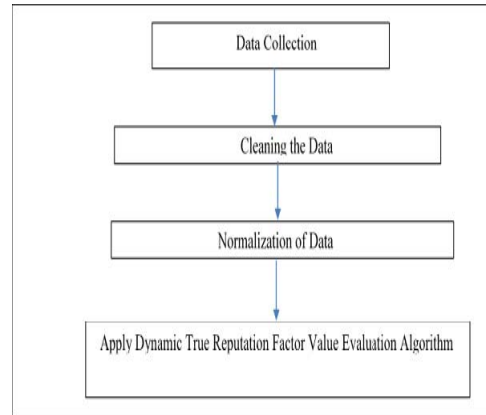 Data Collection
Cleaning the Data
Normalization of Data
Apply Dynamic True Reputation Factor Value Evaluation Algorithm